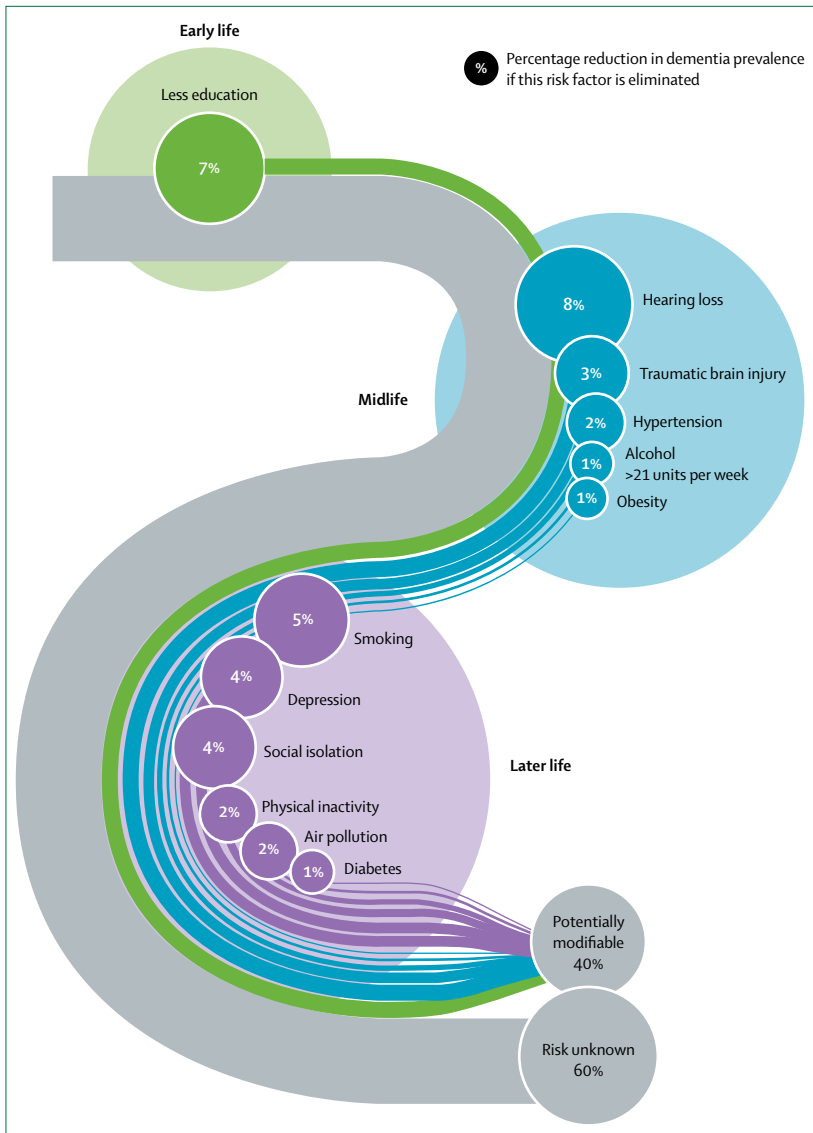 Early life
%
Percentage reduction in dementia prevalence
if this risk factor is eliminated
Less education
7%
8%
Hearing loss
Midlife
3%
Traumatic brain injury
2%
Hypertension
1%
Alcohol
>21 units per week
1%
Obesity
5%
Smoking
4%
Depression
4%
Social isolation
Later life
2%
Physical inactivity
2%
Air pollution
1%
Diabetes
Potentially
modifiable
40%
Risk unknown
60%